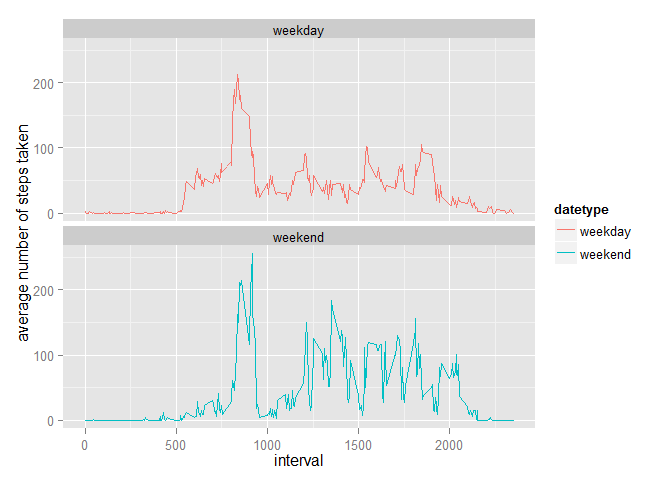 weekday
200
100
0
weekend
200
100
0
0
500
1000
1500
2000
interval
average number of steps taken
datetype
weekday
weekend